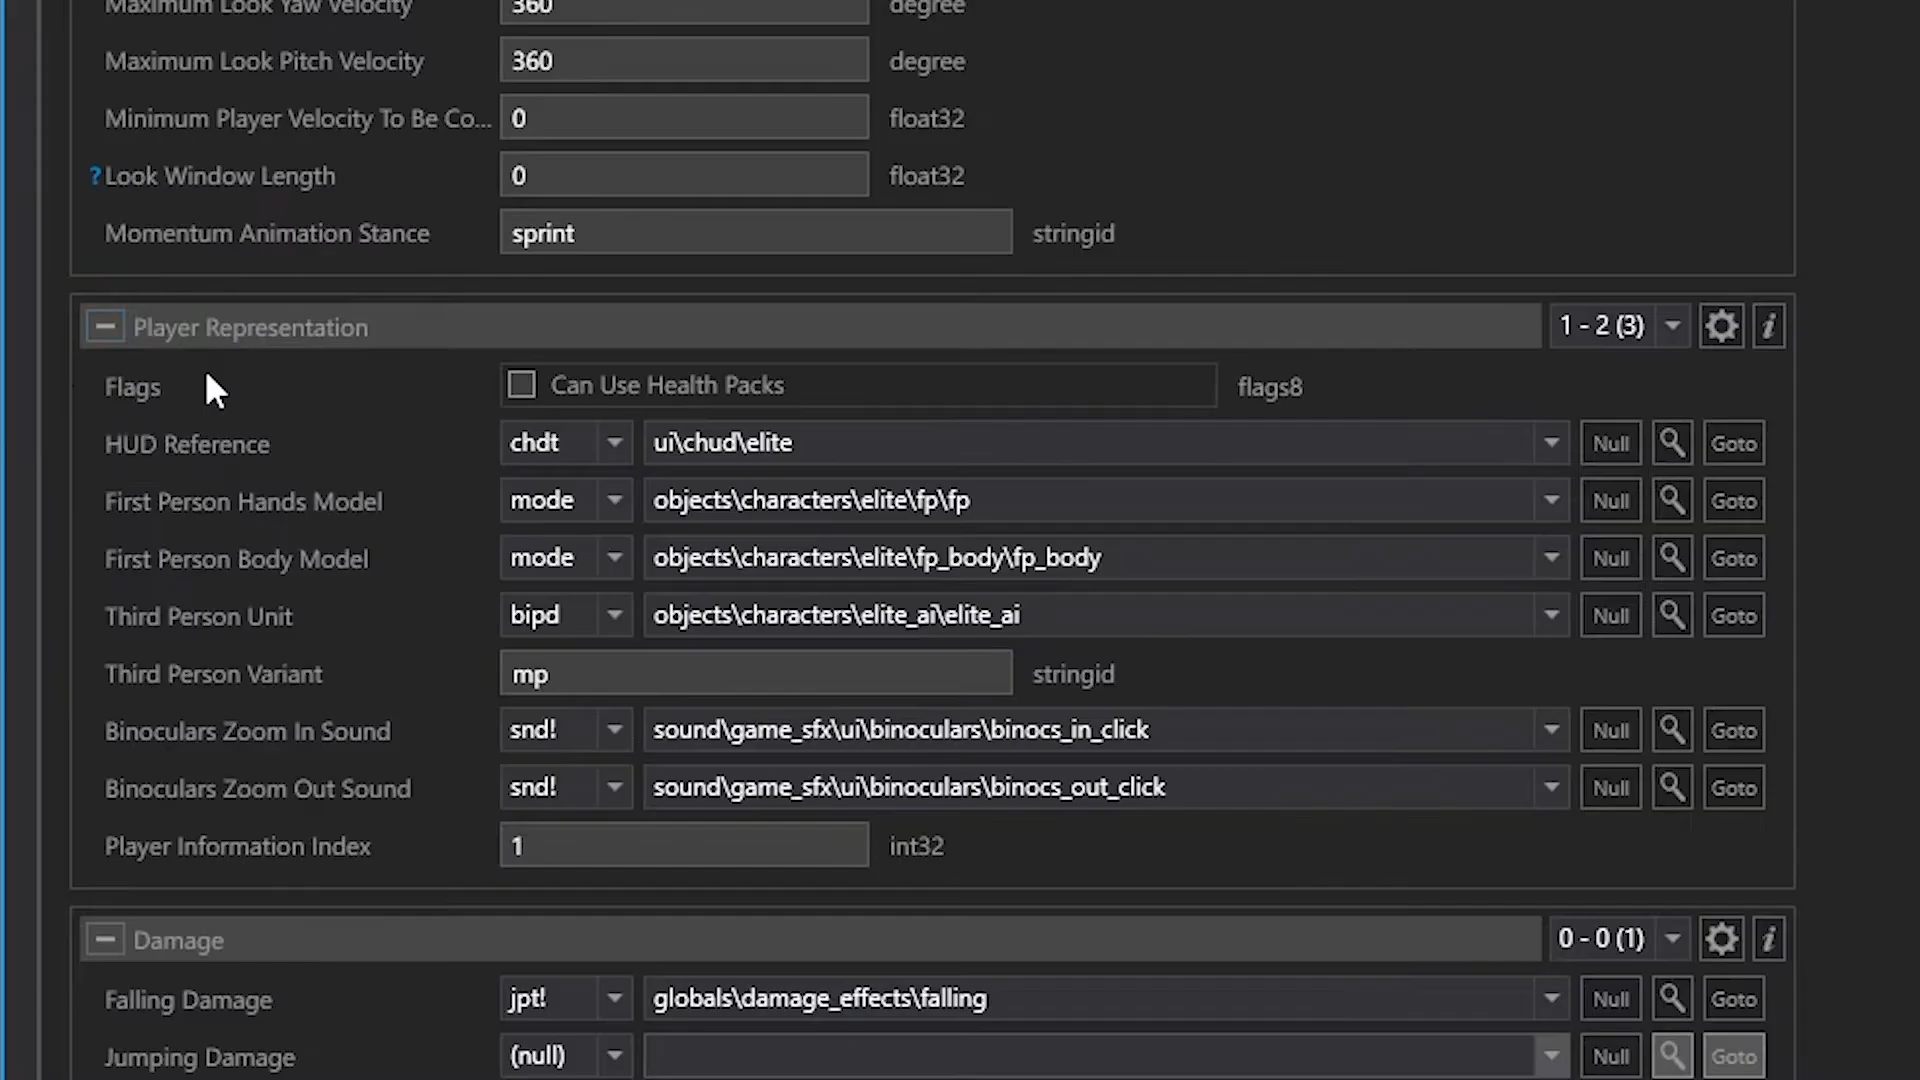 Maximum Look Yaw Velocity 360 degree
Maximum Look Pitch Velocity 360 degree
Minimum Player Velocity To Be Co... 0 float32
? Look Window Length 0 float32
Momentum Animation Stance sprint stringid
Player Representation 1 - 2 (3) i
Flags Can Use Health Packs flags8
HUD Reference chdt ui\chud\elite Null Goto
First Person Hands Model mode objects\characters\elite\fp\fp Null Goto
First Person Body Model mode objects\characters\elite\fp_body\fp_body Null Goto
Third Person Unit bipd objects\characters\elite_ai\elite_ai Null Goto
Third Person Variant mp stringid
Binoculars Zoom In Sound snd! sound\game_sfx\ui\binoculars\binocs_in_click Null Goto
Binoculars Zoom Out Sound snd! sound\game_sfx\ui\binoculars\binocs_out_click Null Goto
Player Information Index 1 int32
Damage 0 - 0 (1) i
Falling Damage jpt! globals\damage_effects\falling Null Goto
Jumping Damage (null) Null Goto